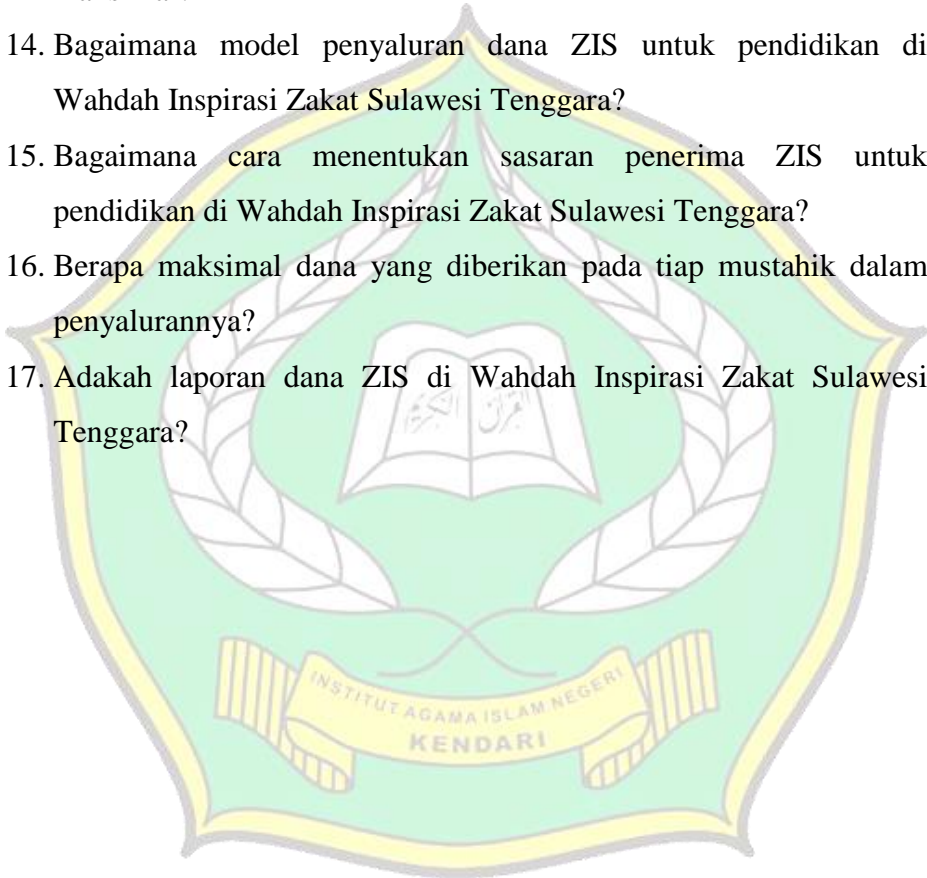 14. Bagaimana model penyaluran dana ZIS untuk pendidikan di
Wahdah Inspirasi Zakat Sulawesi Tenggara?
15. Bagaimana cara menentukan sasaran penerima ZIS untuk
pendidikan di Wahdah Inspirasi Zakat Sulawesi Tenggara?
16. Berapa maksimal dana yang diberikan pada tiap mustahik dalam
penyalurannya?
17. Adakah laporan dana ZIS di Wahdah Inspirasi Zakat Sulawesi
Tenggara?
القرآن الكريم
INSTITUT AGAMA ISLAM NEGERI
KENDARI